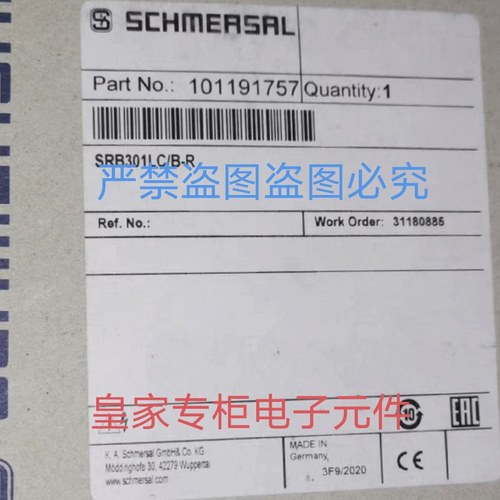 SCHMERSAL
Part No.: 101191757 Quantity:1
SRB301LC/B-R
严禁盗图盗图必究
Ref. No.: Work Order: 31180885
皇家专柜电子元件
10 EAC
K. A. Schmersal GmbH& Co. KG
Möddinghofe 30, 42279 Wuppertal
www.schmersal.com
MADE IN
Germany,
3F9/2020
CE